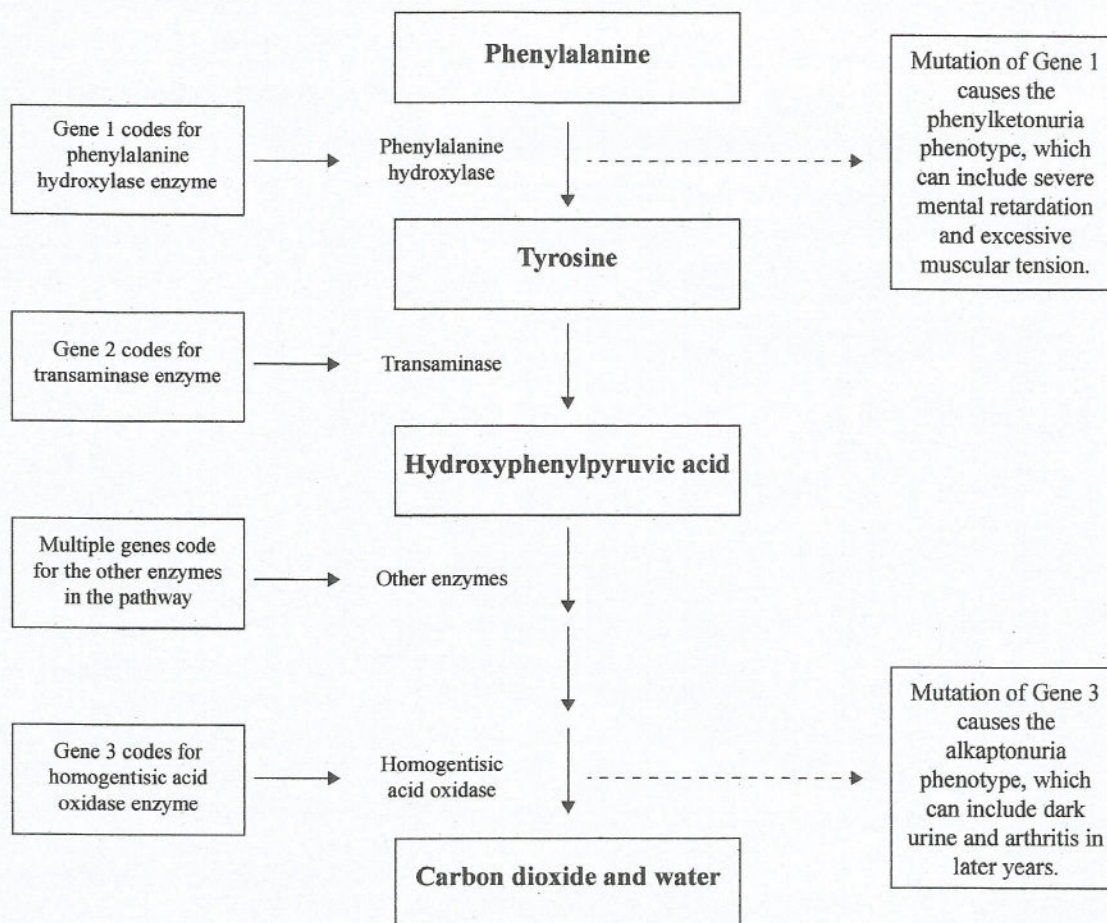 Phenylalanine
Gene 1 codes for
phenylalanine
hydroxylase enzyme
Phenylalanine
hydroxylase
Mutation of Gene 1
causes the
phenylketonuria
phenotype, which
can include severe
mental retardation
and excessive
muscular tension.
Tyrosine
Gene 2 codes for
transaminase enzyme
Transaminase
Hydroxyphenylpyruvic acid
Multiple genes code
for the other enzymes
in the pathway
Other enzymes
Gene 3 codes for
homogentisic acid
oxidase enzyme
Homogentisic
acid oxidase
Mutation of Gene 3
causes the
alkaptonuria
phenotype, which
can include dark
urine and arthritis in
later years.
Carbon dioxide and water